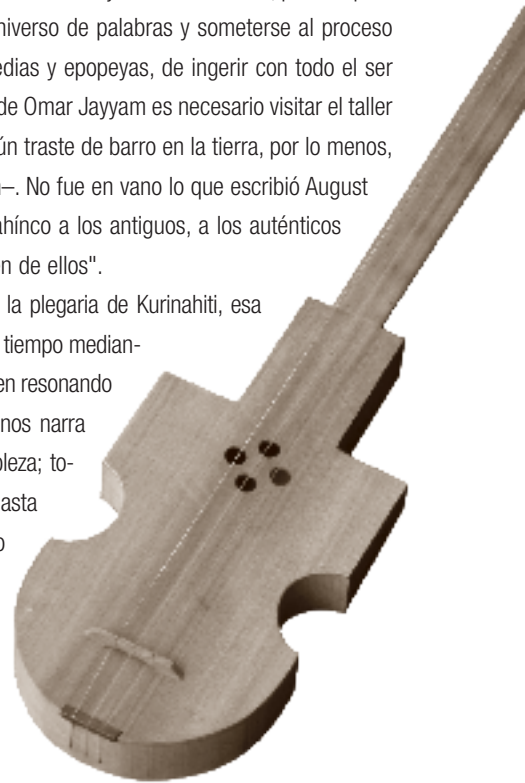 niverso de palabras y someterse al proceso
edias y epopeyas, de ingerir con todo el ser
de Omar Jayyam es necesario visitar el taller
ún traste de barro en la tierra, por lo menos,
–. No fue en vano lo que escribió August
ahínco a los antiguos, a los auténticos
en de ellos".
la plegaria de Kurinahiti, esa
tiempo median-
en resonando
nos narra
bleza; to-
asta